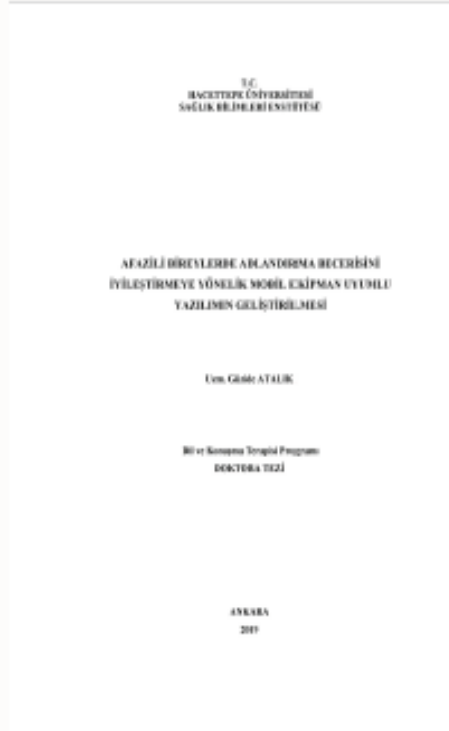 T.C.
HACETTEPE ÜNİVERSİTESİ
SAĞLIK BİLİMLERİ ENSTİTÜSÜ
AFAZİLİ BİREYLERDE ADLANDIRMA BECERİSİNİ
İYİLEŞTİRMEYE YÖNELİK MOBİL EKİPMAN UYUMLU
YAZILIMIN GELİŞTİRİLMESİ
Uzm. Güzide ATALIK
Dil ve Konuşma Terapisi Programı
DOKTORA TEZİ
ANKARA
2019